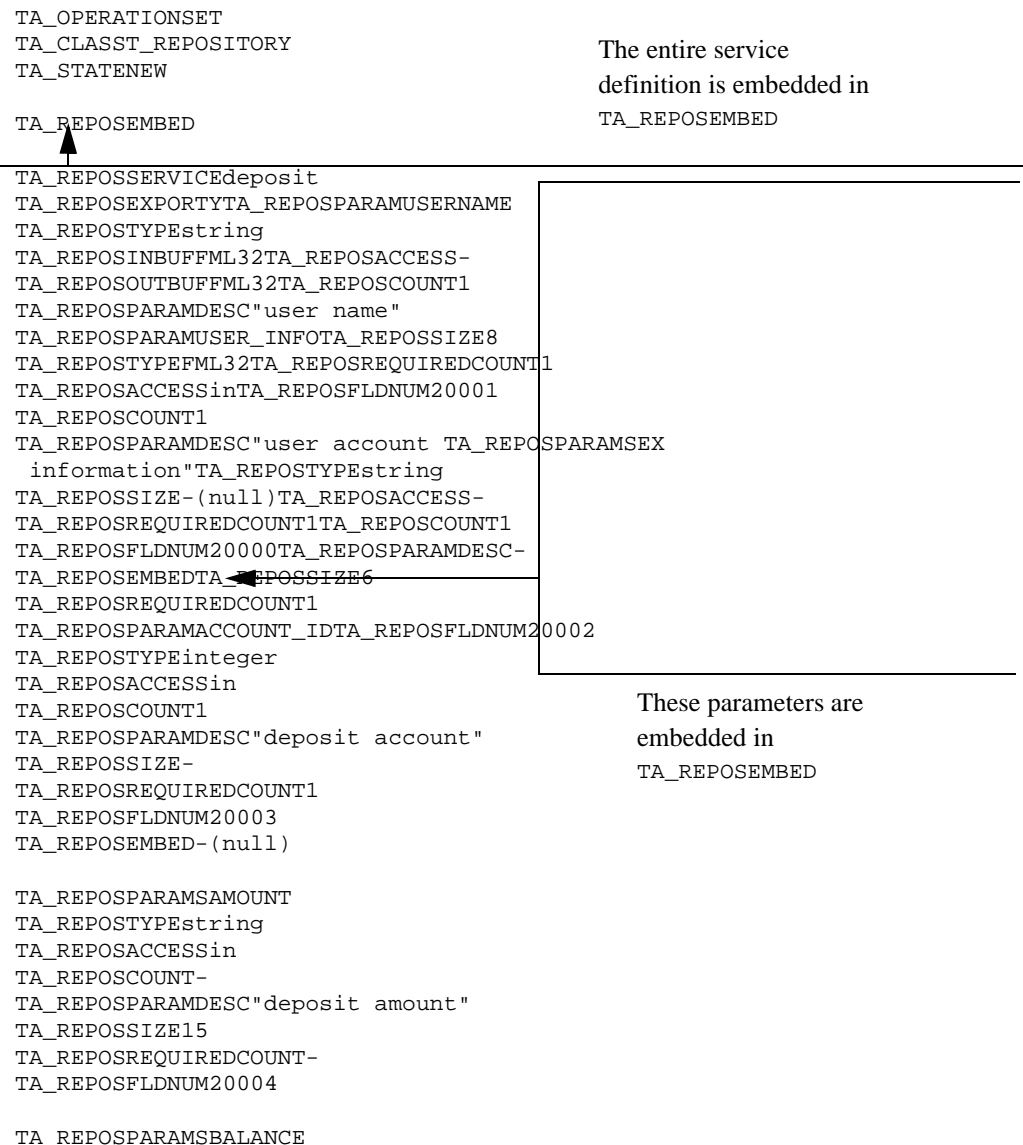 TA_OPERATIONSET
TA_CLASST_REPOSITORY
TA_STATENEW
The entire service
definition is embedded in
TA_REPOSEMBED
TA_REPOSEMBED
TA_REPOSSERVICEdeposit
TA_REPOSEXPORTYTA_REPOSPARAMUSERNAME
TA_REPOSTYPEstring
TA_REPOSINBUFFML32TA_REPOSACCESS-
TA_REPOSOUTBUFFML32TA_REPOSCOUNT1
TA_REPOSPARAMDESC"user name"
TA_REPOSPARAMUSER_INFOTA_REPOSSIZE8
TA_REPOSTYPEFML32TA_REPOSREQUIREDCOUNT1
TA_REPOSACCESSinTA_REPOSFLDNUM20001
TA_REPOSCOUNT1
TA_REPOSPARAMDESC"user account TA_REPOSPARAMSEX
information"TA_REPOSTYPEstring
TA_REPOSSIZE-(null)TA_REPOSACCESS-
TA_REPOSREQUIREDCOUNT1TA_REPOSCOUNT1
TA_REPOSFLDNUM20000TA_REPOSPARAMDESC-
TA_REPOSEMBEDTA_REPOSSIZE6
TA_REPOSREQUIREDCOUNT1
TA_REPOSPARAMACCOUNT_IDTA_REPOSFLDNUM20002
TA_REPOSTYPEinteger
TA_REPOSACCESSin
TA_REPOSCOUNT1
TA_REPOSPARAMDESC"deposit account"
TA_REPOSSIZE-
TA_REPOSREQUIREDCOUNT1
TA_REPOSFLDNUM20003
TA_REPOSEMBED-(null)
These parameters are
embedded in
TA_REPOSEMBED
TA_REPOSPARAMSAMOUNT
TA_REPOSTYPEstring
TA_REPOSACCESSin
TA_REPOSCOUNT-
TA_REPOSPARAMDESC"deposit amount"
TA_REPOSSIZE15
TA_REPOSREQUIREDCOUNT-
TA_REPOSFLDNUM20004
TA_REPOSPARAMSBALANCE